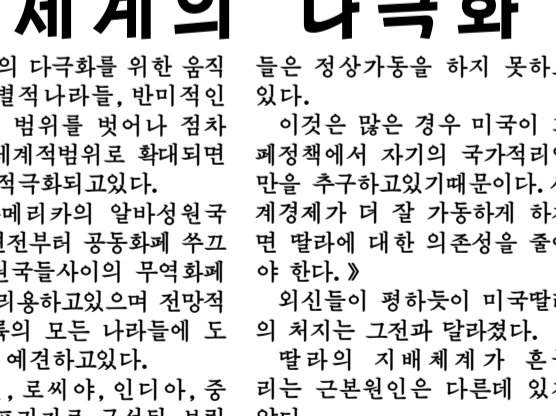 체계의 다극화
의 다극화를 위한 움직
별적나라들, 반미적인
범위를 벗어나 점차
세계적범위로 확대되면
적극화되고있다.
메리카의 알바성원국
전부터 공동화폐 쑤끄
원국들사이의 무역화폐
리용하고있으며 전망적
륙의 모든 나라들에 도
예견하고있다.
로씨야, 인디아, 중
들은 정상가동을 하지 못하고
있다.
이것은 많은 경우 미국이
페정책에서 자기의 국가적리익
만을 추구하고있기때문이다.
계경제가 더 잘 가동하게 하
면 딸라에 대한 의존성을 줄여
야 한다.》
외신들이 평하듯이 미국딸라
의 처지는 그전과 달라졌다.
딸라의 지배체계가 흔
리는 근본원인은 다른데 있